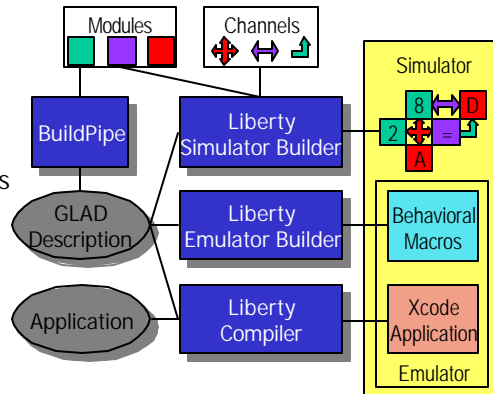 Modules
Channels
Simulator
BuildPipe
Liberty
Simulator Builder
8
D
2
=
A
s
GLAD
Description
Liberty
Emulator Builder
Behavioral
Macros
Application
Liberty
Compiler
Xcode
Application
Emulator